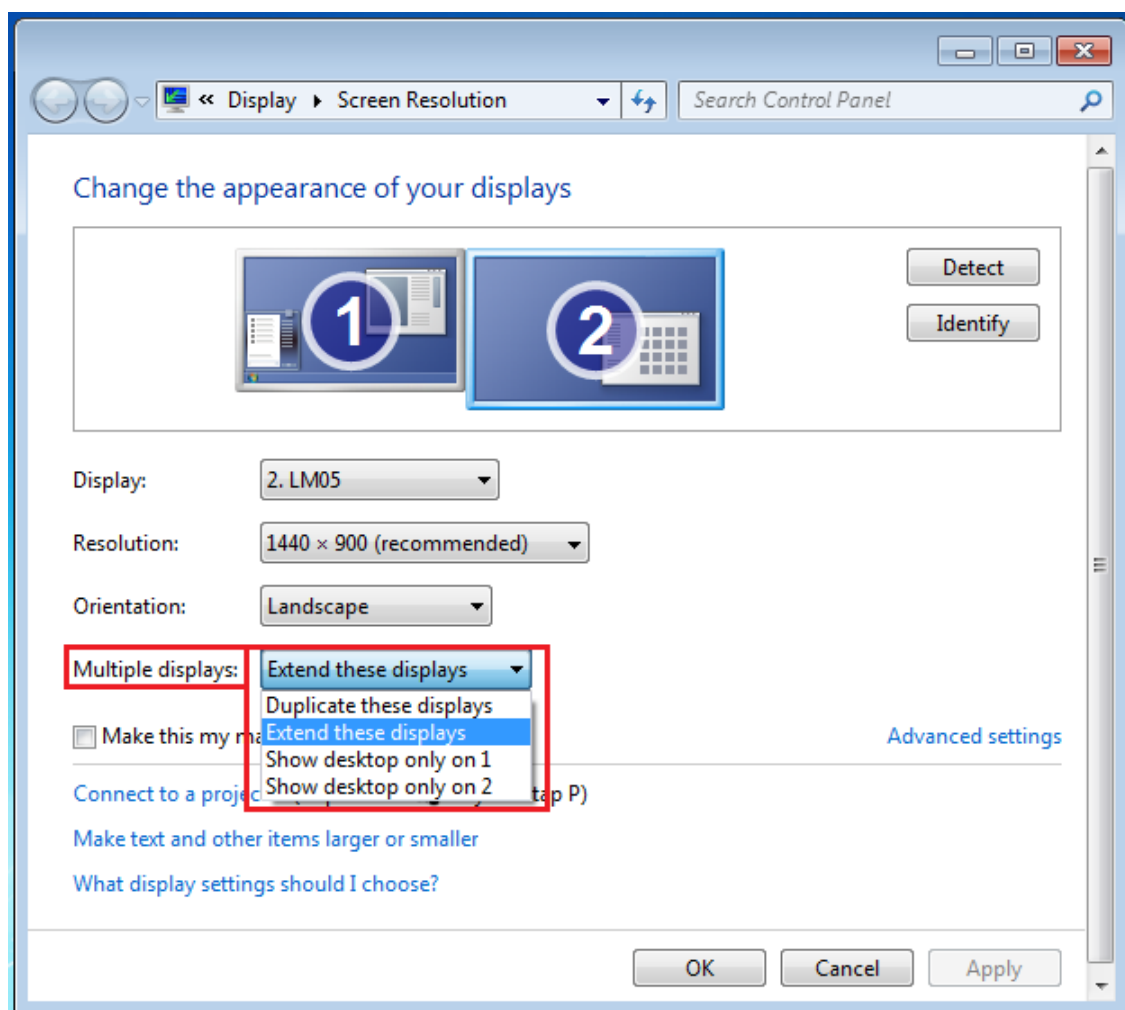 « Display ▸ Screen Resolution
Search Control Panel
Change the appearance of your displays
1
2
Detect
Identify
Display:
2. LM05
Resolution:
1440 × 900 (recommended)
Orientation:
Landscape
Multiple displays:
Extend these displays
Duplicate these displays
Extend these displays
Show desktop only on 1
Show desktop only on 2
Make this my
Advanced settings
Connect to a
tap P)
Make text and other items larger or smaller
What display settings should I choose?
OK
Cancel
Apply